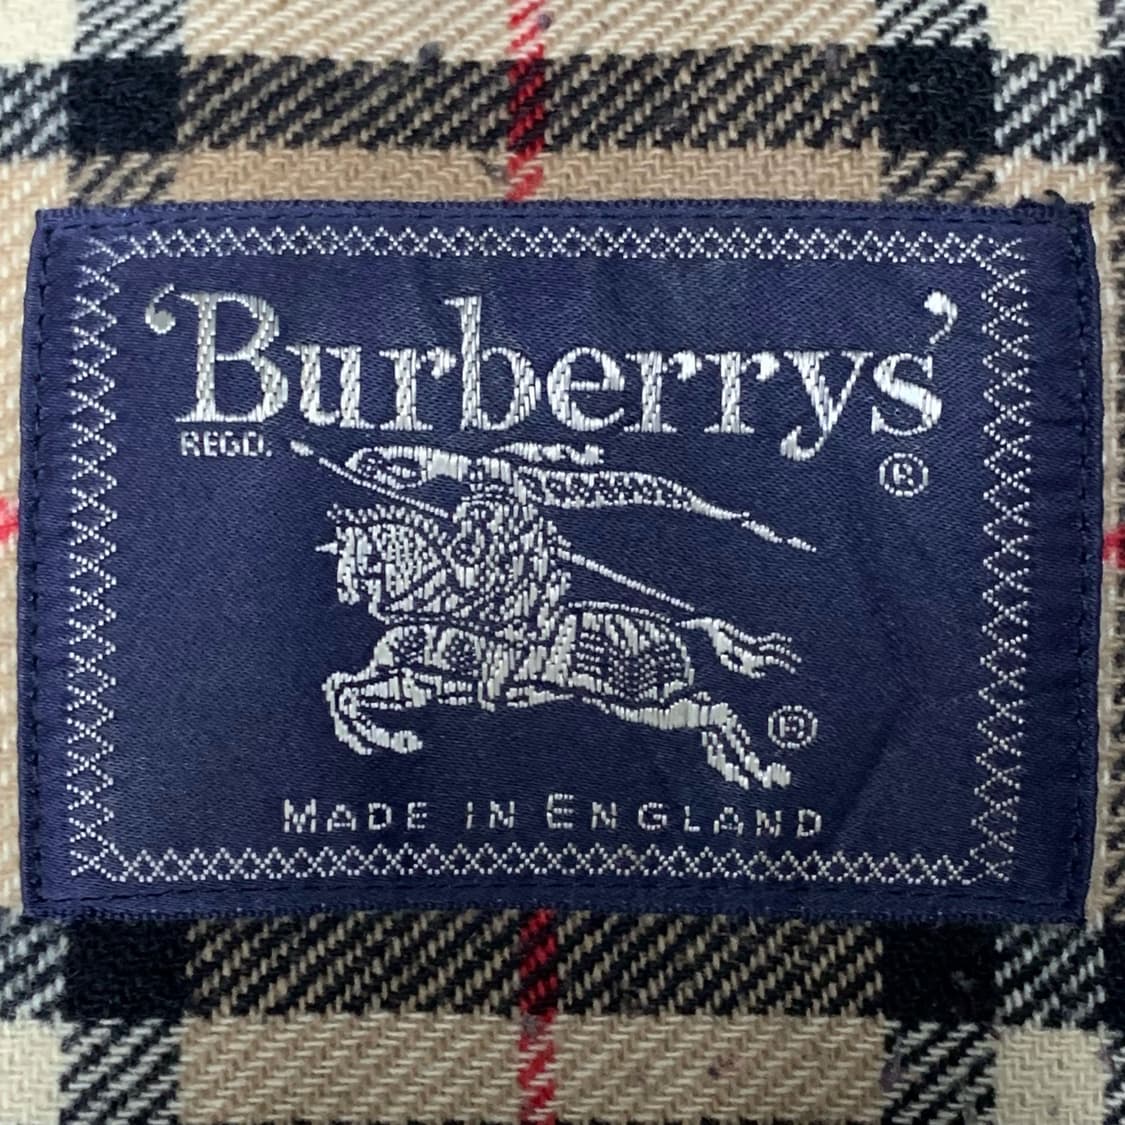 ‘Burberrys’
REGD. ®
®
MADE IN ENGLAND